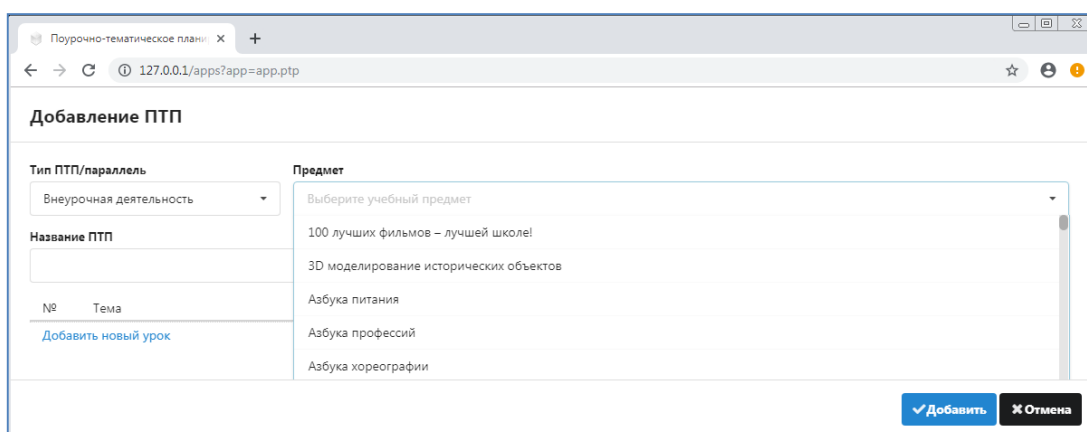 Поурочно-тематическое плани
127.0.0.1/apps?app=app.ptp
Добавление ПТП
Тип ПТП/параллель Предмет
Внеурочная деятельность Выберите учебный предмет
Название ПТП
100 лучших фильмов – лучшей школе!
3D моделирование исторических объектов
№ Тема
Азбука питания
Добавить новый урок
Азбука профессий
Азбука хореографии
Добавить Отмена